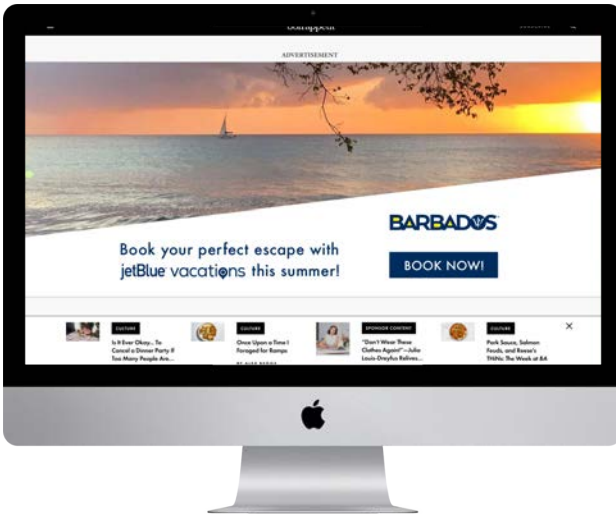 ADVERTISEMENT
BARBADOS
Book your perfect escape with
jetBlue vacations this summer!
BOOK NOW!
CULTURE
Is It Ever Okay... To
Cancel a Dinner Party If
Too Many People Are...
CULTURE
Once Upon a Time I
Foraged for Ramps
SPONSOR CONTENT
"Don't Wear These
Clothes Again!"—Julia
Louis-Dreyfus Relives...
CULTURE
Pork Sauce, Salmon
Feuds, and Reese's
THiNs: The Week at BA